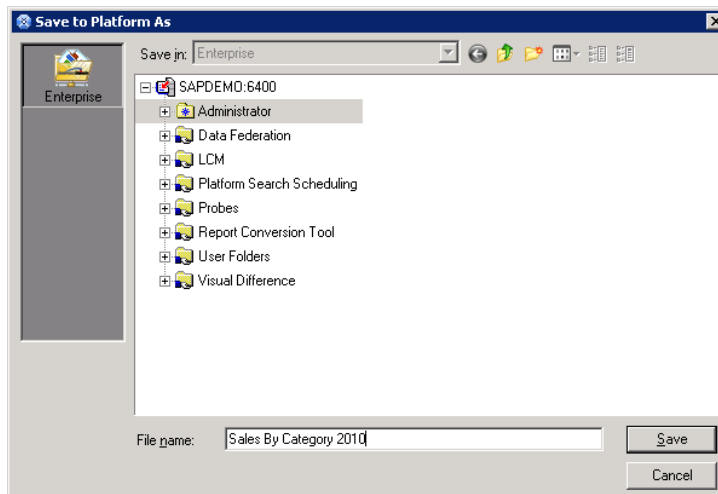 Save to Platform As
Save in: Enterprise
Enterprise
SAPDEMO:6400
Administrator
Data Federation
LCM
Platform Search Scheduling
Probes
Report Conversion Tool
User Folders
Visual Difference
File name: Sales By Category 2010
Save
Cancel